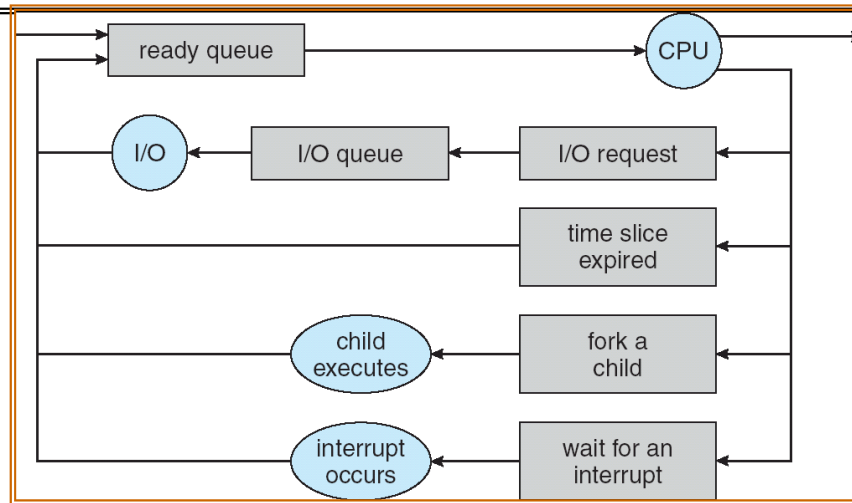 ready queue
CPU
I/O
I/O queue
I/O request
time slice
expired
child
executes
fork a
child
interrupt
occurs
wait for an
interrupt